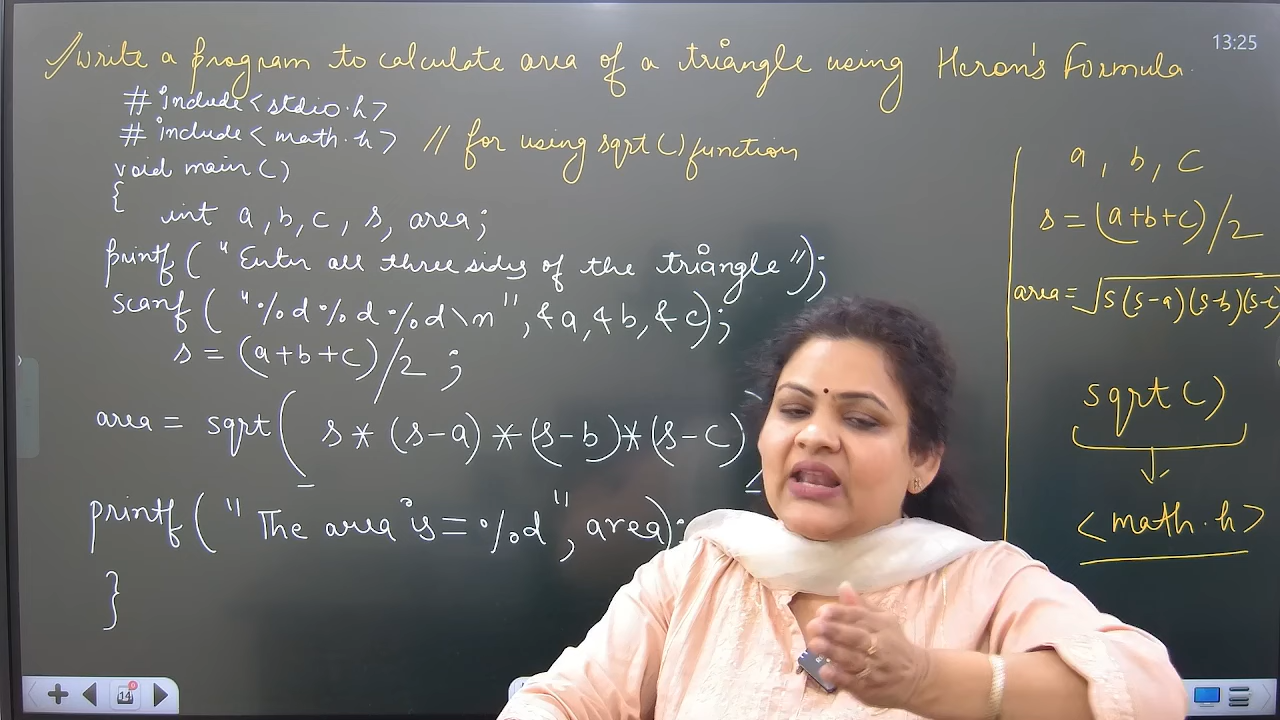 Write a program to calculate area of a triangle using Heron's Formula.
13:25
# include<stdio.h>
# include<math.h> // for using sqrt() function
void main()
{
int a, b, c, s, area;
printf("Enter all three sides of the triangle");
scanf("%d%d%d\n", &a, &b, &c);
s = (a+b+c)/2 ;
area = sqrt( s * (s-a) * (s-b) * (s-c)
printf("The area is = %d", area);
}
a, b, c
s = (a+b+c)/2
area = √s(s-a)(s-b)(s-c
sqrt()
<math.h>
14